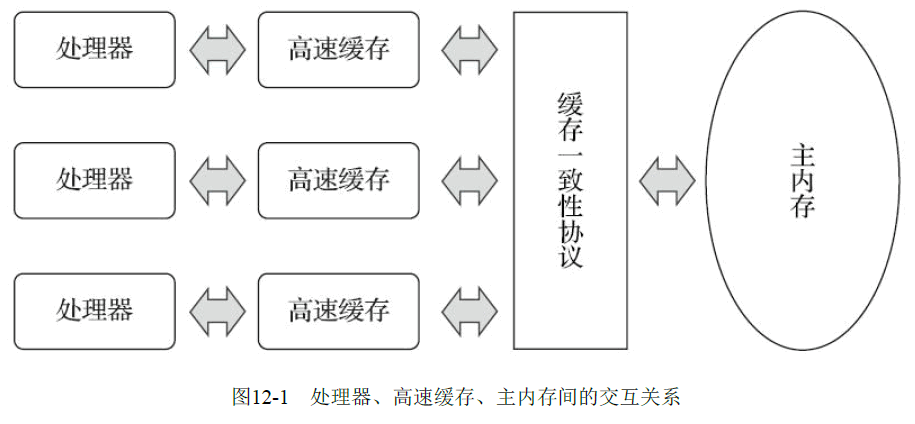 处理器
高速缓存
处理器
高速缓存
处理器
高速缓存
缓存一致性协议
主内存
图12-1 处理器、高速缓存、主内存间的交互关系